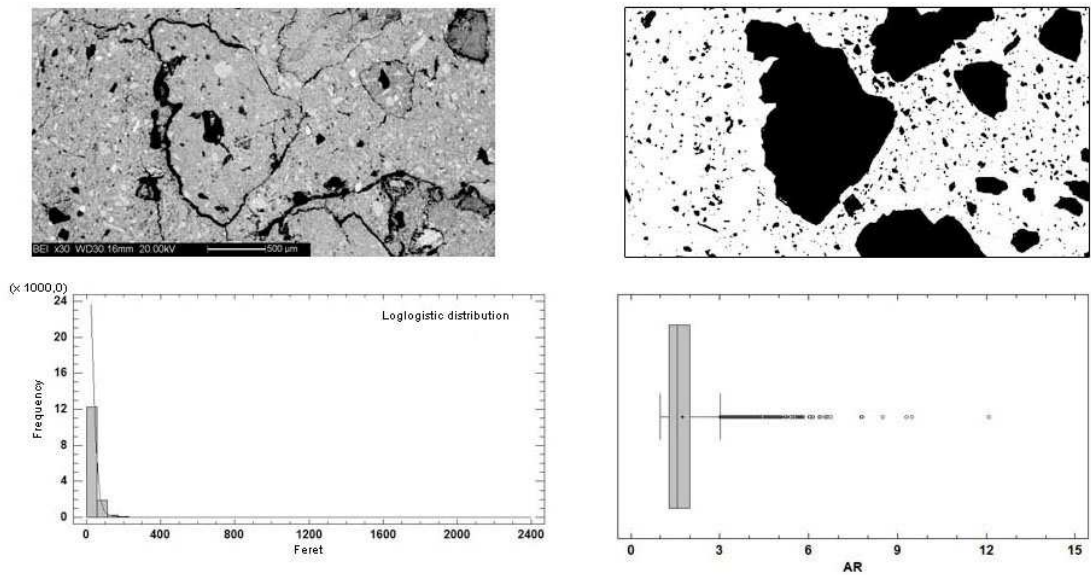 BEI x30 WD30.16mm 20.00kV 500 µm
(x 1000,0)
24
20
16
12
8
4
0
Frequency
Loglogistic distribution
0 400 800 1200 1600 2000 2400
Feret
0 3 6 9 12 15
AR